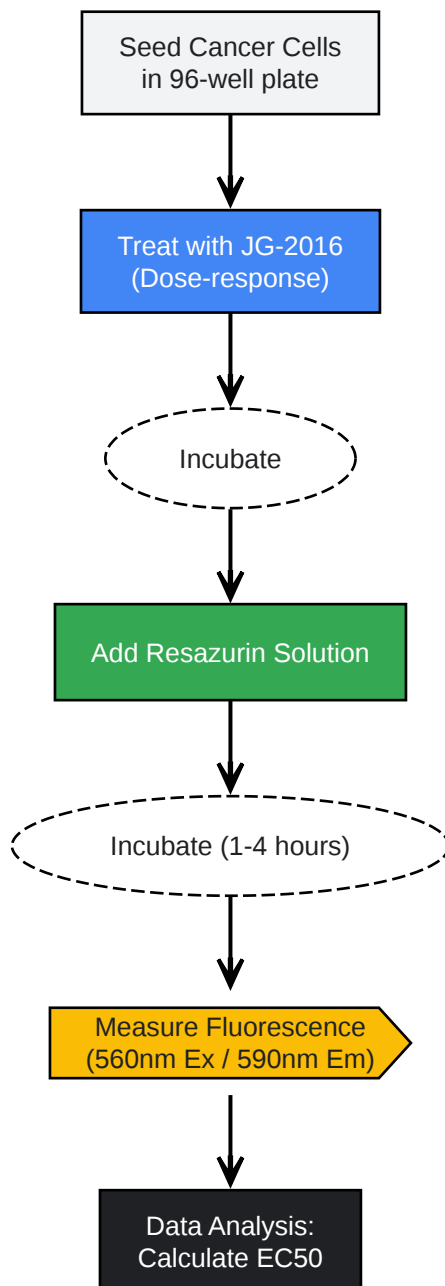 Seed Cancer Cells
in 96-well plate
Treat with JG-2016
(Dose-response)
Incubate
Add Resazurin Solution
Incubate (1-4 hours)
Measure Fluorescence
(560nm Ex / 590nm Em)
Data Analysis:
Calculate EC50